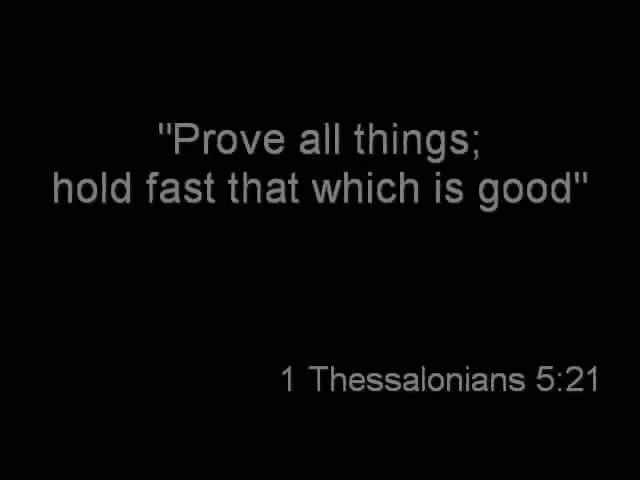 "Prove all things;
hold fast that which is good"
1 Thessalonians 5:21